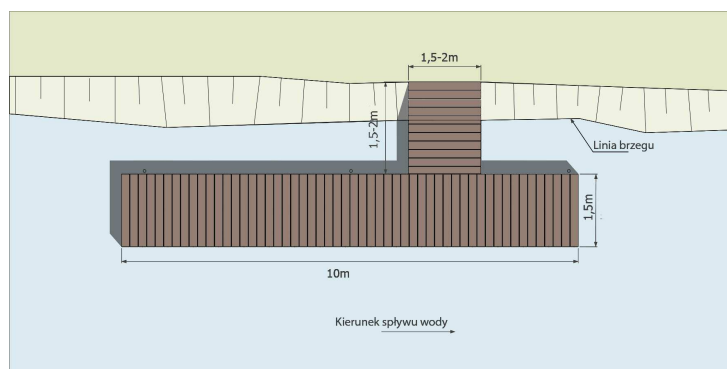 1,5-2m
1,5-2m
Linia brzegu
1,5m
10m
Kierunek spływu wody